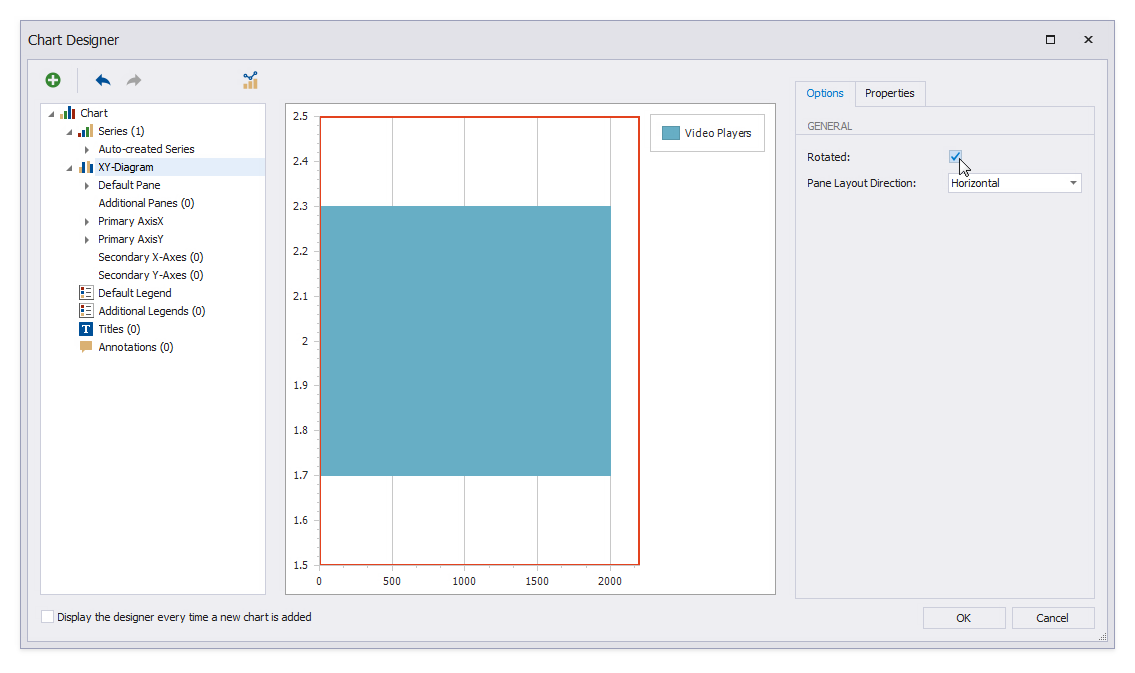 Chart Designer
Chart
Series (1)
Auto-created Series
XY-Diagram
Default Pane
Additional Panes (0)
Primary AxisX
Primary AxisY
Secondary X-Axes (0)
Secondary Y-Axes (0)
Default Legend
Additional Legends (0)
T Titles (0)
Annotations (0)
2.5
2.4
2.3
2.2
2.1
2
1.9
1.8
1.7
1.6
1.5
0 500 1000 1500 2000
Video Players
Options Properties
GENERAL
Rotated:
Pane Layout Direction: Horizontal
Display the designer every time a new chart is added
OK Cancel